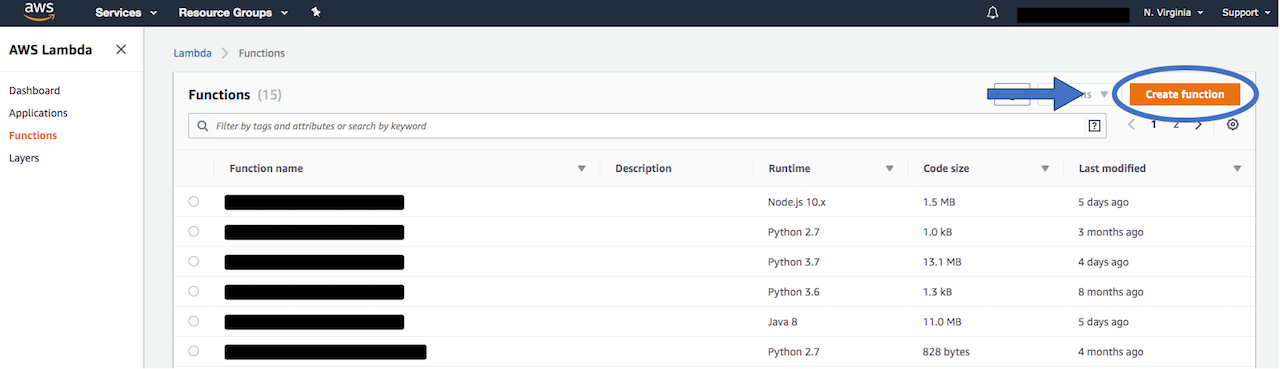 aws Services Resource Groups N. Virginia Support
AWS Lambda
Lambda Functions
Dashboard
Applications
Functions
Layers
Functions (15) Create function
Filter by tags and attributes or search by keyword ? 1 2
Function name Description Runtime Code size Last modified
Node.js 10.x 1.5 MB 5 days ago
Python 2.7 1.0 kB 3 months ago
Python 3.7 13.1 MB 4 days ago
Python 3.6 1.3 kB 8 months ago
Java 8 11.0 MB 5 days ago
Python 2.7 828 bytes 4 months ago